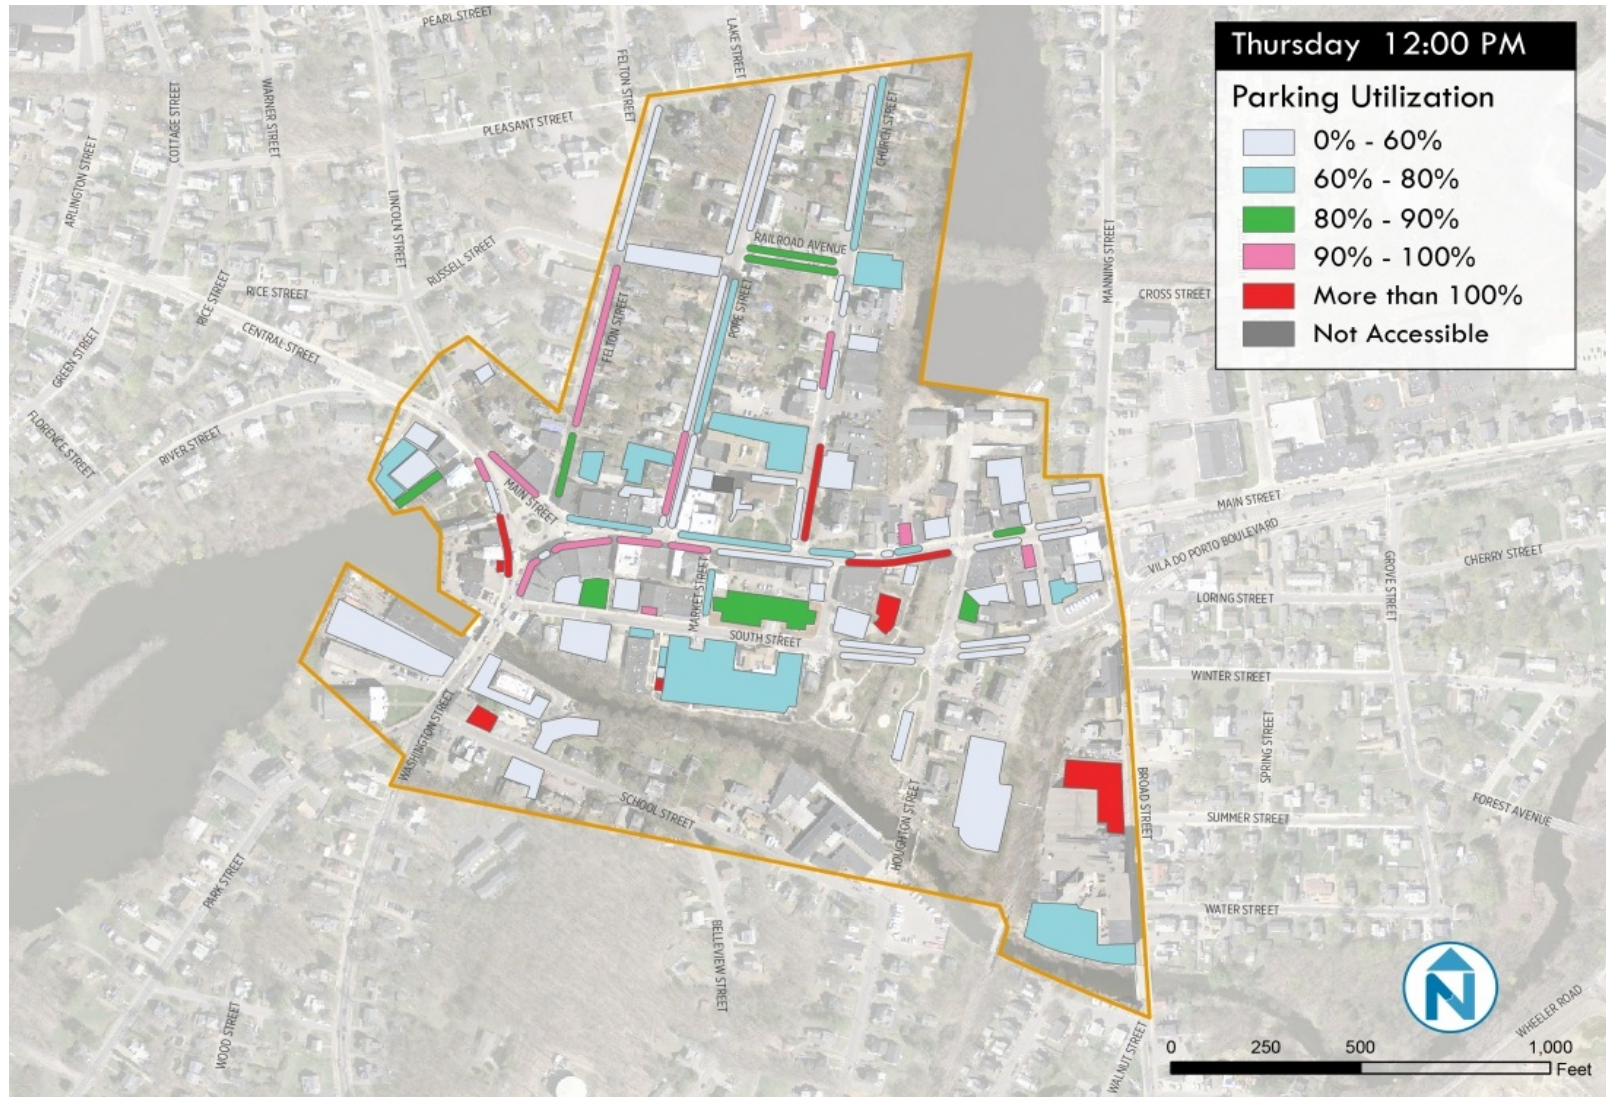 Thursday 12:00 PM
Parking Utilization
0% - 60%
60% - 80%
80% - 90%
90% - 100%
More than 100%
Not Accessible
PEARL STREET
LAKE STREET
FELTON STREET
COTTAGE STREET
WARNER STREET
PLEASANT STREET
CHURCH STREET
ARLINGTON STREET
LINCOLN STREET
RUSSELL STREET
RAILROAD AVENUE
MANNING STREET
RICE STREET
RICE STREET
CROSS STREET
POPE STREET
FELTON STREET
CENTRAL STREET
GREEN STREET
FLORENCE STREET
RIVER STREET
MAIN STREET
MAIN STREET
VILA DO PORTO BOULEVARD
CHERRY STREET
GROVE STREET
MARKET STREET
LORING STREET
SOUTH STREET
WINTER STREET
WASHINGTON STREET
SPRING STREET
BROAD STREET
SCHOOL STREET
HOUGHTON STREET
SUMMER STREET
FOREST AVENUE
PARK STREET
WATER STREET
BELLEVIEW STREET
WOOD STREET
WALNUT STREET
WHEELER ROAD
N
0 250 500 1,000
Feet